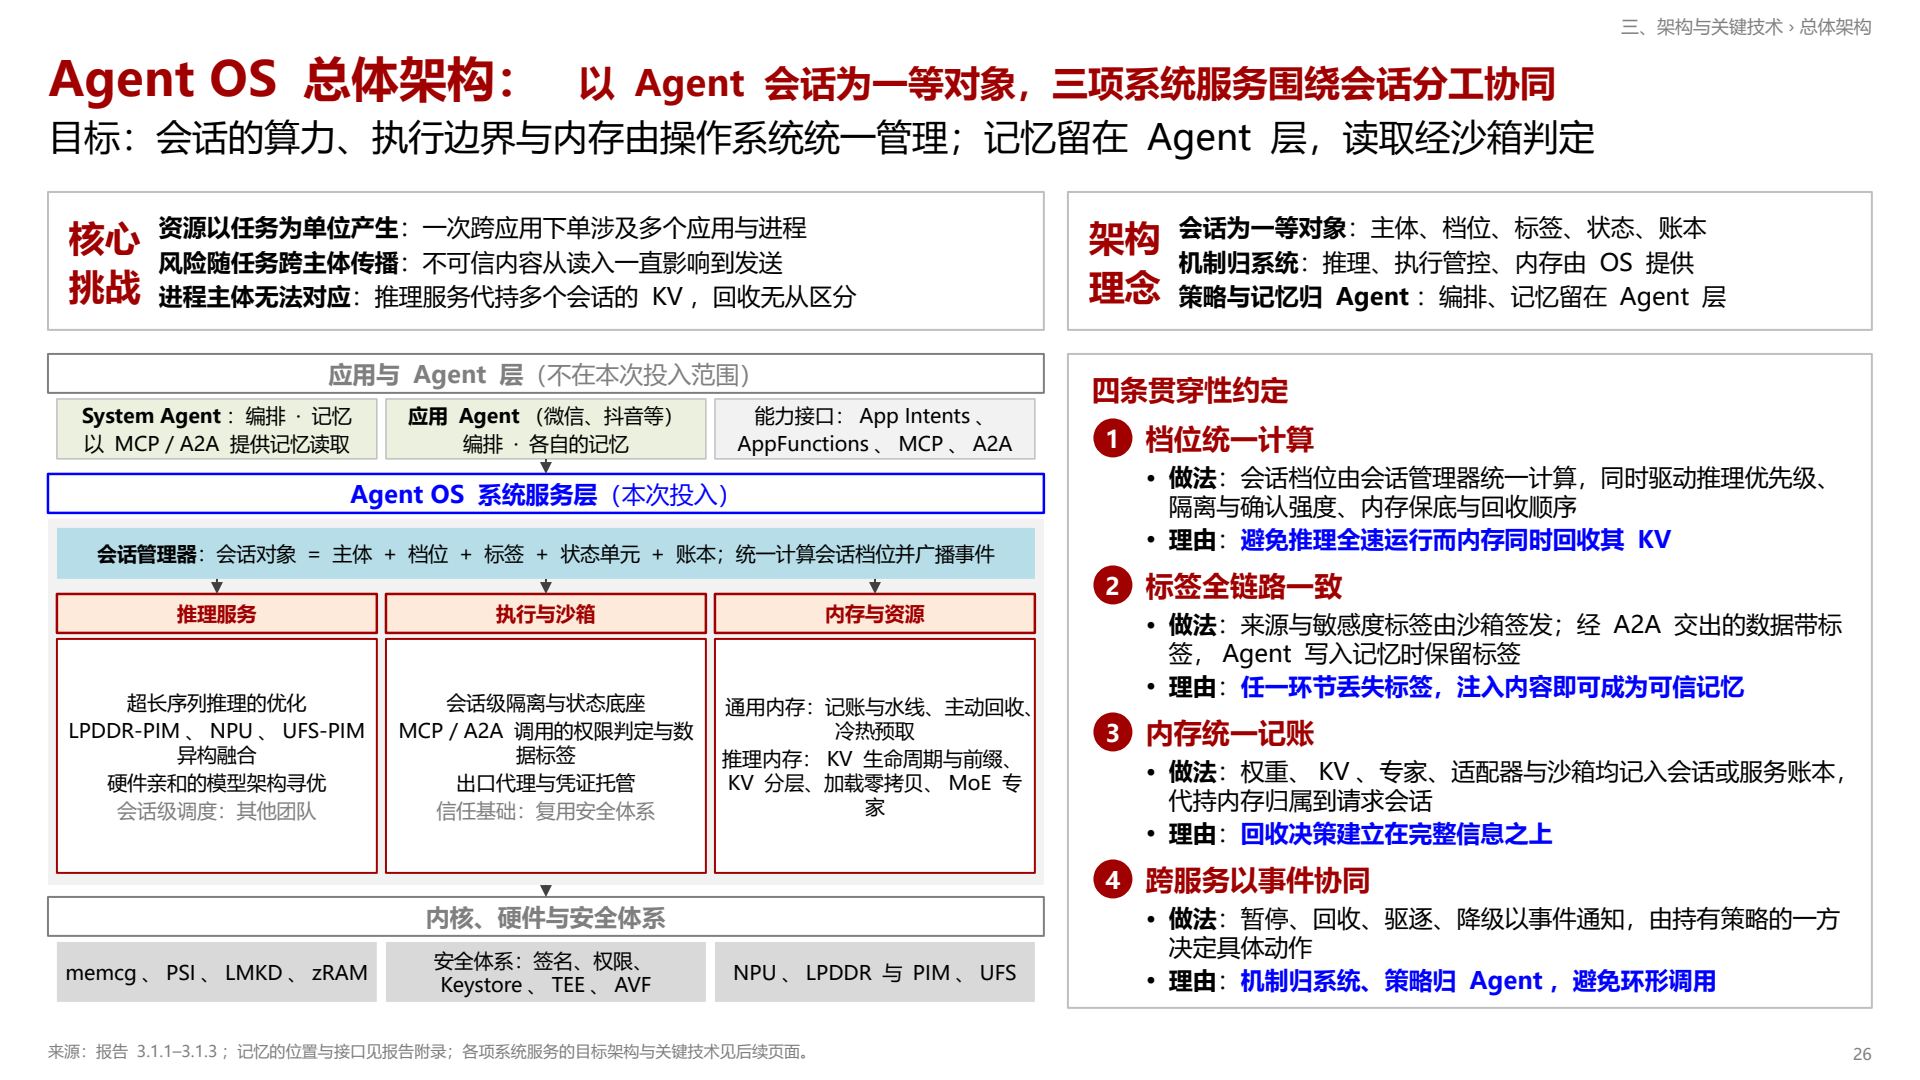 三、架构与关键技术 › 总体架构
Agent OS 总体架构： 以 Agent 会话为一等对象，三项系统服务围绕会话分工协同
目标：会话的算力、执行边界与内存由操作系统统一管理；记忆留在 Agent 层，读取经沙箱判定
核心
挑战
资源以任务为单位产生：一次跨应用下单涉及多个应用与进程
风险随任务跨主体传播：不可信内容从读入一直影响到发送
进程主体无法对应：推理服务代持多个会话的 KV ，回收无从区分
架构
理念
会话为一等对象：主体、档位、标签、状态、账本
机制归系统：推理、执行管控、内存由 OS 提供
策略与记忆归 Agent ：编排、记忆留在 Agent 层
应用与 Agent 层（不在本次投入范围）
System Agent ：编排 · 记忆
以 MCP / A2A 提供记忆读取
应用 Agent （微信、抖音等）
编排 · 各自的记忆
能力接口： App Intents 、
AppFunctions 、 MCP 、 A2A
Agent OS 系统服务层（本次投入）
会话管理器：会话对象 = 主体 + 档位 + 标签 + 状态单元 + 账本；统一计算会话档位并广播事件
推理服务
超长序列推理的优化
LPDDR-PIM 、 NPU 、 UFS-PIM
异构融合
硬件亲和的模型架构寻优
会话级调度：其他团队
执行与沙箱
会话级隔离与状态底座
MCP / A2A 调用的权限判定与数
据标签
出口代理与凭证托管
信任基础：复用安全体系
内存与资源
通用内存：记账与水线、主动回收、
冷热预取
推理内存： KV 生命周期与前缀、
KV 分层、加载零拷贝、 MoE 专
家
内核、硬件与安全体系
memcg 、 PSI 、 LMKD 、 zRAM
安全体系：签名、权限、
Keystore 、 TEE 、 AVF
NPU 、 LPDDR 与 PIM 、 UFS
四条贯穿性约定
1 档位统一计算
• 做法：会话档位由会话管理器统一计算，同时驱动推理优先级、
隔离与确认强度、内存保底与回收顺序
• 理由：避免推理全速运行而内存同时回收其 KV
2 标签全链路一致
• 做法：来源与敏感度标签由沙箱签发；经 A2A 交出的数据带标
签， Agent 写入记忆时保留标签
• 理由：任一环节丢失标签，注入内容即可成为可信记忆
3 内存统一记账
• 做法：权重、 KV 、专家、适配器与沙箱均记入会话或服务账本，
代持内存归属到请求会话
• 理由：回收决策建立在完整信息之上
4 跨服务以事件协同
• 做法：暂停、回收、驱逐、降级以事件通知，由持有策略的一方
决定具体动作
• 理由：机制归系统、策略归 Agent ，避免环形调用
来源：报告 3.1.1–3.1.3 ；记忆的位置与接口见报告附录；各项系统服务的目标架构与关键技术见后续页面。
26